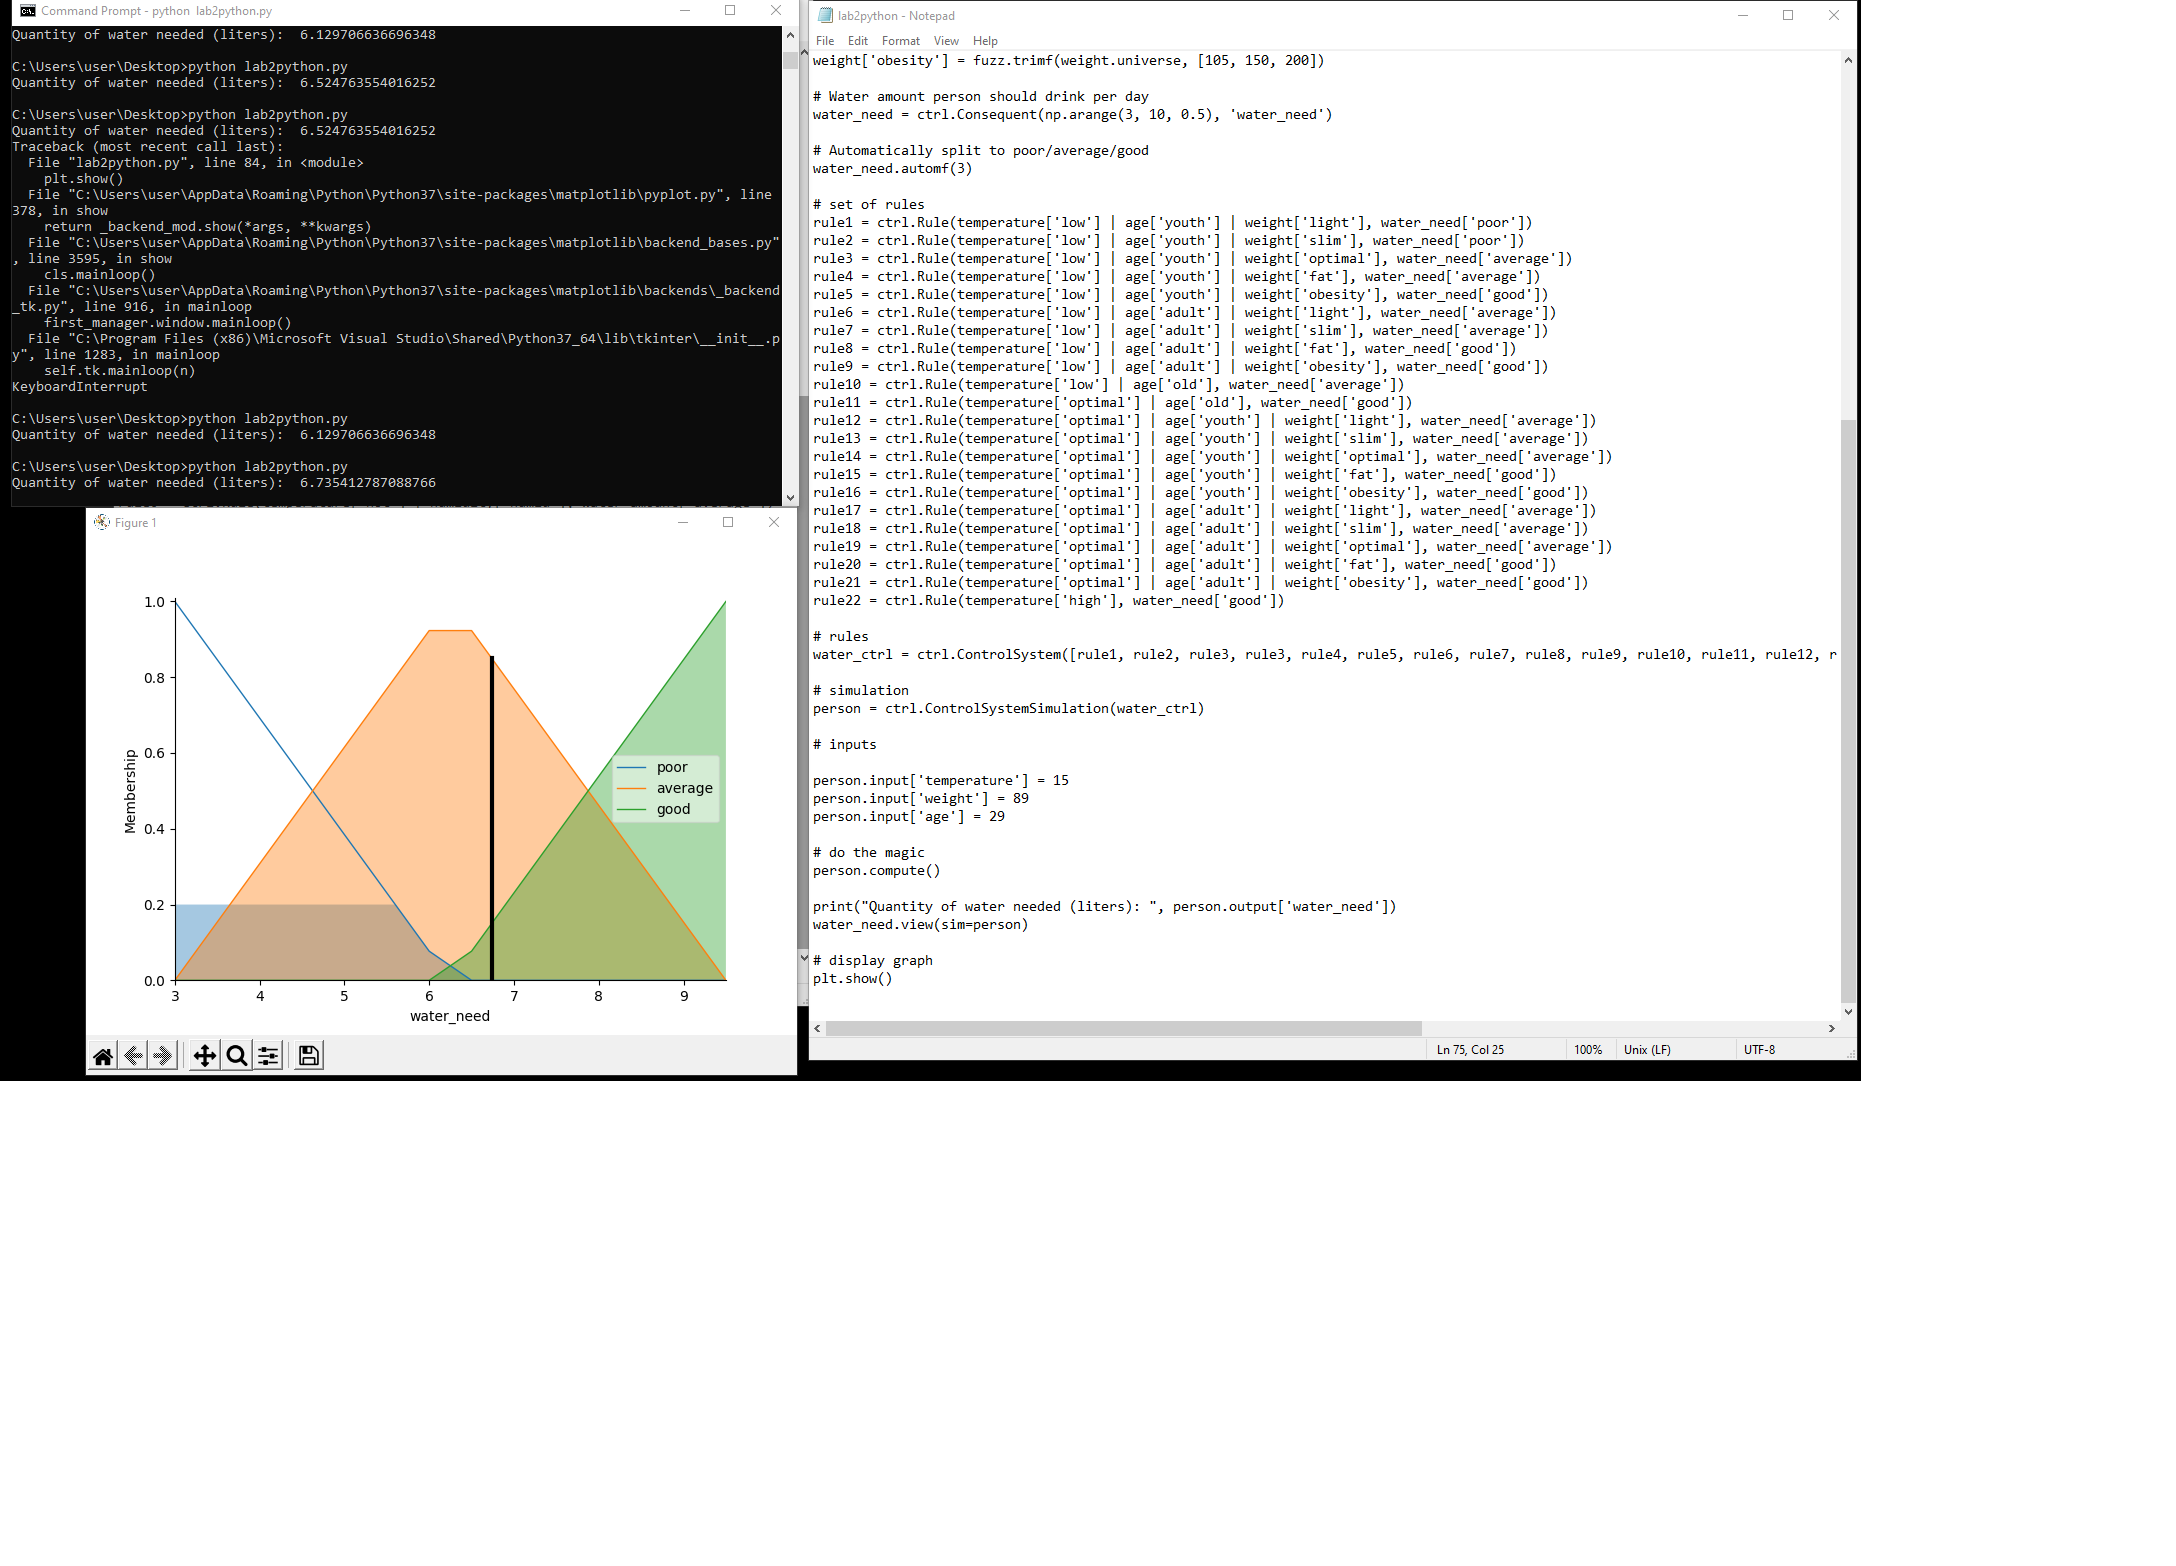 Command Prompt - python  lab2python.py
Quantity of water needed (liters):  6.129706636696348
C:\Users\user\Desktop>python lab2python.py
Quantity of water needed (liters):  6.524763554016252
C:\Users\user\Desktop>python lab2python.py
Quantity of water needed (liters):  6.524763554016252
Traceback (most recent call last):
  File "lab2python.py", line 84, in <module>
    plt.show()
  File "C:\Users\user\AppData\Roaming\Python\Python37\site-packages\matplotlib\pyplot.py", line
378, in show
    return _backend_mod.show(*args, **kwargs)
  File "C:\Users\user\AppData\Roaming\Python\Python37\site-packages\matplotlib\backend_bases.py"
, line 3595, in show
    cls.mainloop()
  File "C:\Users\user\AppData\Roaming\Python\Python37\site-packages\matplotlib\backends\_backend
_tk.py", line 916, in mainloop
    first_manager.window.mainloop()
  File "C:\Program Files (x86)\Microsoft Visual Studio\Shared\Python37_64\lib\tkinter\__init__.p
y", line 1283, in mainloop
    self.tk.mainloop(n)
KeyboardInterrupt
C:\Users\user\Desktop>python lab2python.py
Quantity of water needed (liters):  6.129706636696348
C:\Users\user\Desktop>python lab2python.py
Quantity of water needed (liters):  6.735412787088766
Figure 1
1.0
0.8
0.6
0.4
0.2
0.0
Membership
poor
average
good
3 4 5 6 7 8 9
water_need
lab2python - Notepad
File Edit Format View Help
weight['obesity'] = fuzz.trimf(weight.universe, [105, 150, 200])
# Water amount person should drink per day
water_need = ctrl.Consequent(np.arange(3, 10, 0.5), 'water_need')
# Automatically split to poor/average/good
water_need.automf(3)
# set of rules
rule1 = ctrl.Rule(temperature['low'] | age['youth'] | weight['light'], water_need['poor'])
rule2 = ctrl.Rule(temperature['low'] | age['youth'] | weight['slim'], water_need['poor'])
rule3 = ctrl.Rule(temperature['low'] | age['youth'] | weight['optimal'], water_need['average'])
rule4 = ctrl.Rule(temperature['low'] | age['youth'] | weight['fat'], water_need['average'])
rule5 = ctrl.Rule(temperature['low'] | age['youth'] | weight['obesity'], water_need['good'])
rule6 = ctrl.Rule(temperature['low'] | age['adult'] | weight['light'], water_need['average'])
rule7 = ctrl.Rule(temperature['low'] | age['adult'] | weight['slim'], water_need['average'])
rule8 = ctrl.Rule(temperature['low'] | age['adult'] | weight['fat'], water_need['good'])
rule9 = ctrl.Rule(temperature['low'] | age['adult'] | weight['obesity'], water_need['good'])
rule10 = ctrl.Rule(temperature['low'] | age['old'], water_need['average'])
rule11 = ctrl.Rule(temperature['optimal'] | age['old'], water_need['good'])
rule12 = ctrl.Rule(temperature['optimal'] | age['youth'] | weight['light'], water_need['average'])
rule13 = ctrl.Rule(temperature['optimal'] | age['youth'] | weight['slim'], water_need['average'])
rule14 = ctrl.Rule(temperature['optimal'] | age['youth'] | weight['optimal'], water_need['average'])
rule15 = ctrl.Rule(temperature['optimal'] | age['youth'] | weight['fat'], water_need['good'])
rule16 = ctrl.Rule(temperature['optimal'] | age['youth'] | weight['obesity'], water_need['good'])
rule17 = ctrl.Rule(temperature['optimal'] | age['adult'] | weight['light'], water_need['average'])
rule18 = ctrl.Rule(temperature['optimal'] | age['adult'] | weight['slim'], water_need['average'])
rule19 = ctrl.Rule(temperature['optimal'] | age['adult'] | weight['optimal'], water_need['average'])
rule20 = ctrl.Rule(temperature['optimal'] | age['adult'] | weight['fat'], water_need['good'])
rule21 = ctrl.Rule(temperature['optimal'] | age['adult'] | weight['obesity'], water_need['good'])
rule22 = ctrl.Rule(temperature['high'], water_need['good'])
# rules
water_ctrl = ctrl.ControlSystem([rule1, rule2, rule3, rule3, rule4, rule5, rule6, rule7, rule8, rule9, rule10, rule11, rule12, r
# simulation
person = ctrl.ControlSystemSimulation(water_ctrl)
# inputs
person.input['temperature'] = 15
person.input['weight'] = 89
person.input['age'] = 29
# do the magic
person.compute()
print("Quantity of water needed (liters): ", person.output['water_need'])
water_need.view(sim=person)
# display graph
plt.show()
Ln 75, Col 25 100% Unix (LF) UTF-8